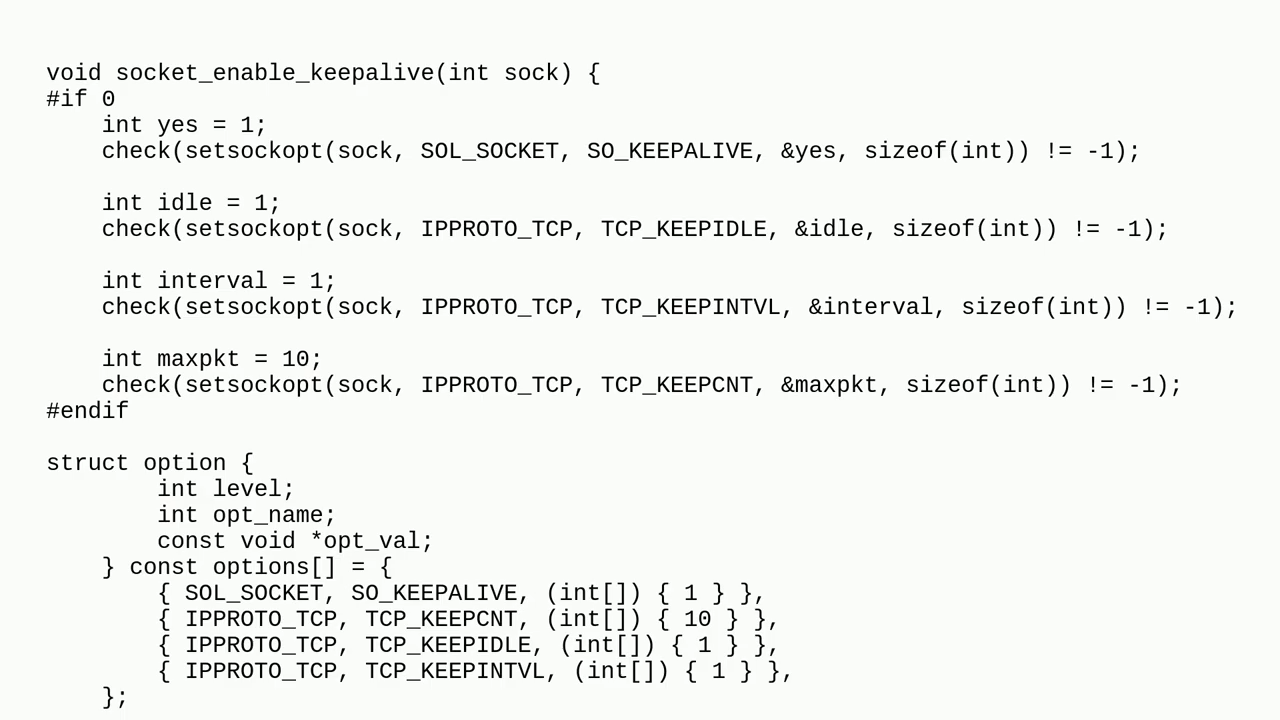 void socket_enable_keepalive(int sock) {
#if 0
    int yes = 1;
    check(setsockopt(sock, SOL_SOCKET, SO_KEEPALIVE, &yes, sizeof(int)) != -1);

    int idle = 1;
    check(setsockopt(sock, IPPROTO_TCP, TCP_KEEPIDLE, &idle, sizeof(int)) != -1);

    int interval = 1;
    check(setsockopt(sock, IPPROTO_TCP, TCP_KEEPINTVL, &interval, sizeof(int)) != -1);

    int maxpkt = 10;
    check(setsockopt(sock, IPPROTO_TCP, TCP_KEEPCNT, &maxpkt, sizeof(int)) != -1);
#endif

struct option {
        int level;
        int opt_name;
        const void *opt_val;
    } const options[] = {
        { SOL_SOCKET, SO_KEEPALIVE, (int[]) { 1 } },
        { IPPROTO_TCP, TCP_KEEPCNT, (int[]) { 10 } },
        { IPPROTO_TCP, TCP_KEEPIDLE, (int[]) { 1 } },
        { IPPROTO_TCP, TCP_KEEPINTVL, (int[]) { 1 } },
    };